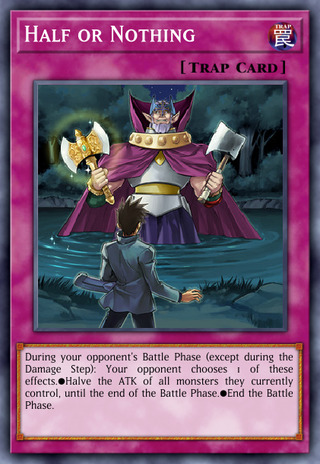 Half or Nothing
TRAP
罠
[ Trap Card ]
During your opponent's Battle Phase (except during the
Damage Step): Your opponent chooses 1 of these
effects.●Halve the ATK of all monsters they currently
control, until the end of the Battle Phase.●End the Battle
Phase.